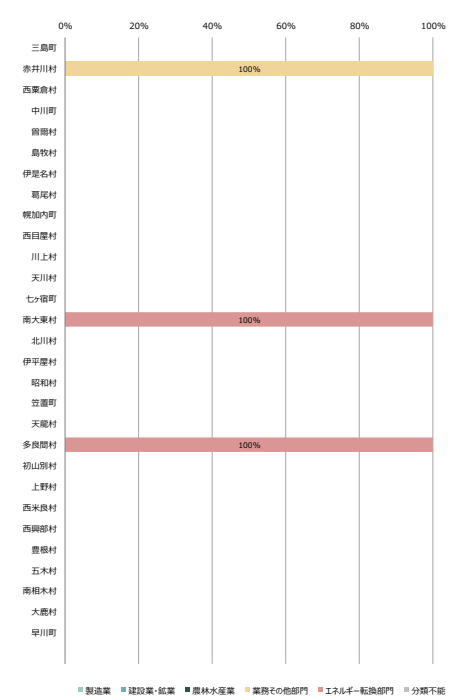 0% 20% 40% 60% 80% 100%
三島町
赤井川村 100%
西粟倉村
中川町
曽爾村
島牧村
伊是名村
葛尾村
幌加内町
西目屋村
川上村
天川村
七ヶ宿町
南大東村 100%
北川村
伊平屋村
昭和村
笠置町
天龍村
多良間村 100%
初山別村
上野村
西米良村
西興部村
豊根村
五木村
南相木村
大鹿村
早川町
製造業 建設業・鉱業 農林水産業 業務その他部門 エネルギー転換部門 分類不能